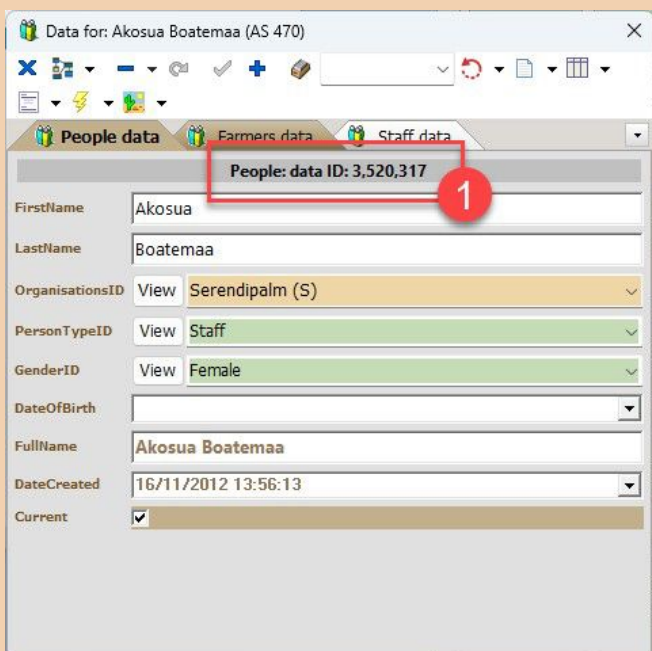 Data for: Akosua Boatemaa (AS 470)
People data Farmers data Staff data
People: data ID: 3,520,317
1
FirstName Akosua
LastName Boatemaa
OrganisationsID View Serendipalm (S)
PersonTypeID View Staff
GenderID View Female
DateOfBirth
FullName Akosua Boatemaa
DateCreated 16/11/2012 13:56:13
Current